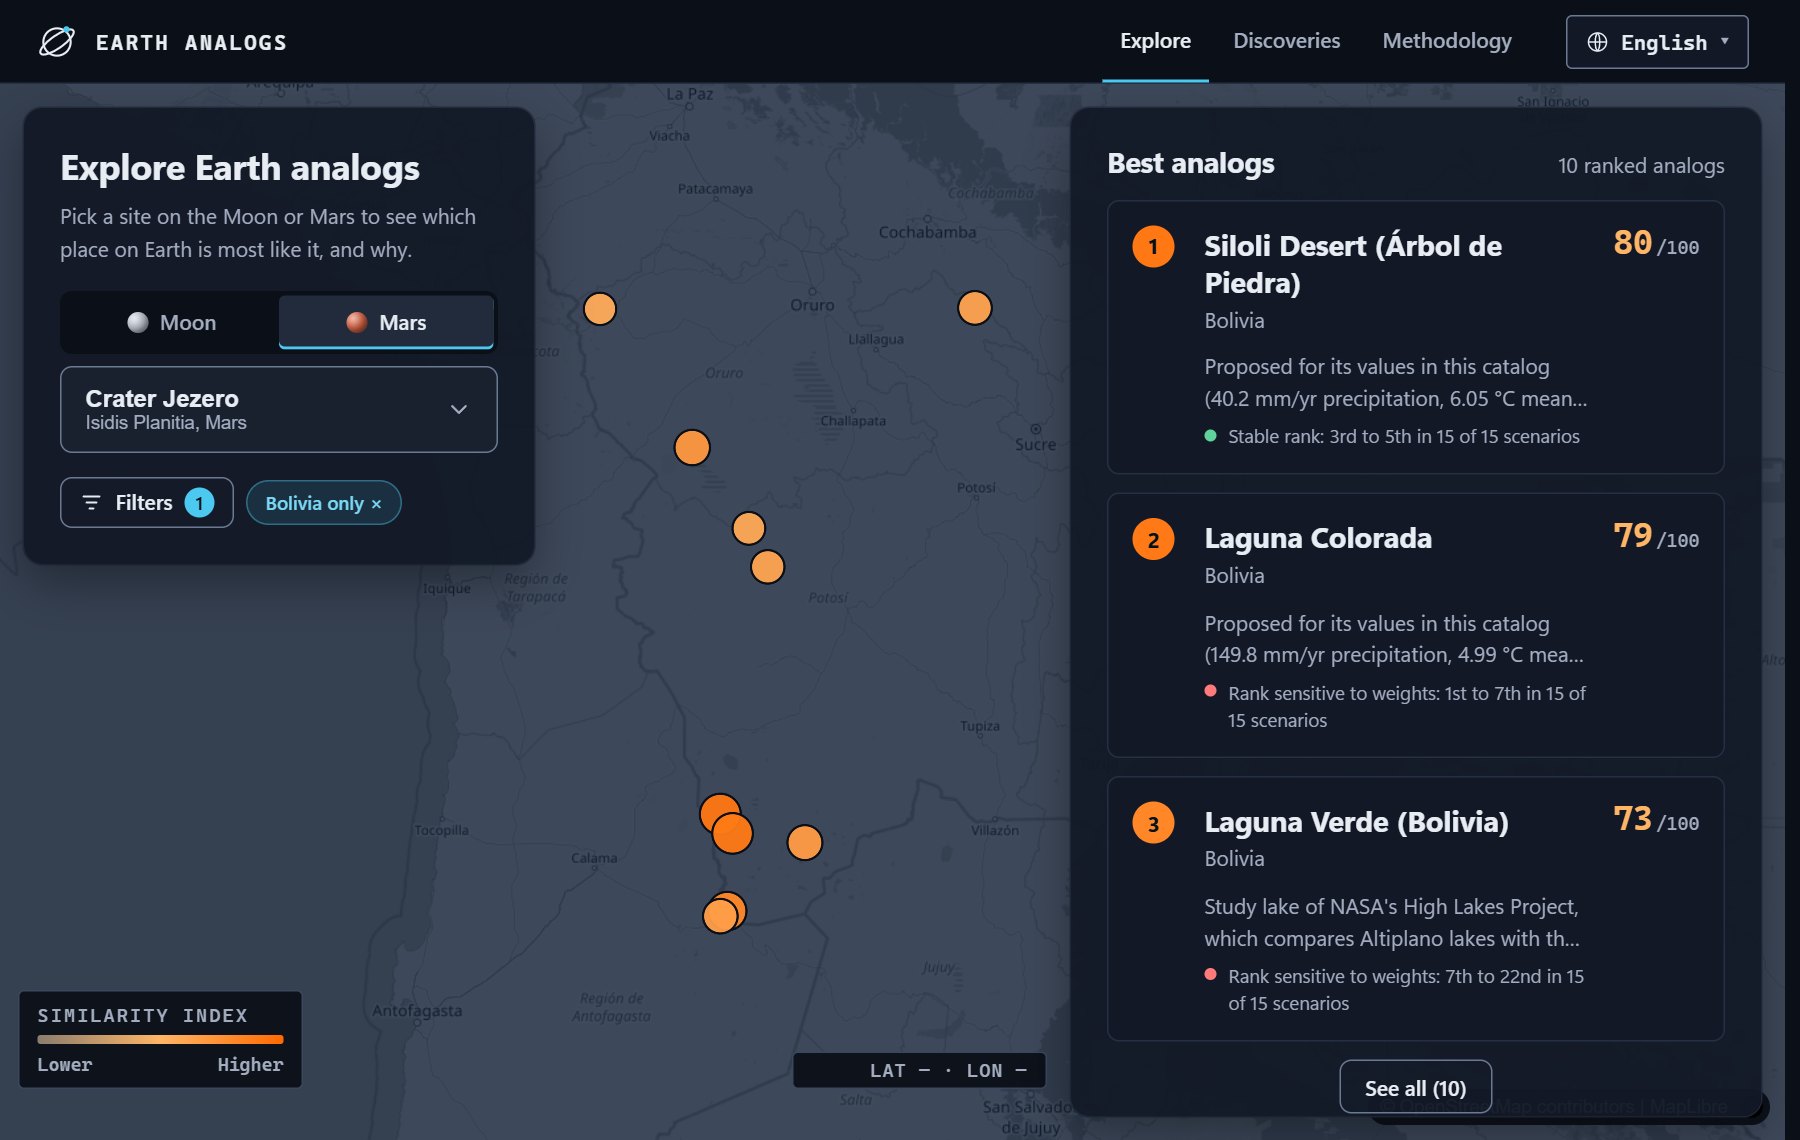 EARTH ANALOGS
Explore
Discoveries
Methodology
English
Explore Earth analogs
Pick a site on the Moon or Mars to see which
place on Earth is most like it, and why.
Moon
Mars
Crater Jezero
Isidis Planitia, Mars
Filters 1
Bolivia only ×
Best analogs
10 ranked analogs
1
Siloli Desert (Árbol de
Piedra)
80 /100
Bolivia
Proposed for its values in this catalog
(40.2 mm/yr precipitation, 6.05 °C mean...
Stable rank: 3rd to 5th in 15 of 15 scenarios
2
Laguna Colorada
79 /100
Bolivia
Proposed for its values in this catalog
(149.8 mm/yr precipitation, 4.99 °C mea...
Rank sensitive to weights: 1st to 7th in 15 of
15 scenarios
3
Laguna Verde (Bolivia)
73 /100
Bolivia
Study lake of NASA's High Lakes Project,
which compares Altiplano lakes with th...
Rank sensitive to weights: 7th to 22nd in 15
of 15 scenarios
See all (10)
OpenStreetMap contributors | MapLibre
Arequipa
La Paz
San Ignacio
Viacha
Patacamaya
Cochabamba
Cochabamba
Oruro
Llallagua
Oruro
Challapata
Sucre
Potosí
Iquique
Región de
Tarapacá
Potosí
Tupiza
Tocopilla
Calama
Villazón
Jujuy
Antofagasta
Región de
Antofagasta
Salta
San Salvado
de Jujuy
SIMILARITY INDEX
Lower
Higher
LAT — · LON —